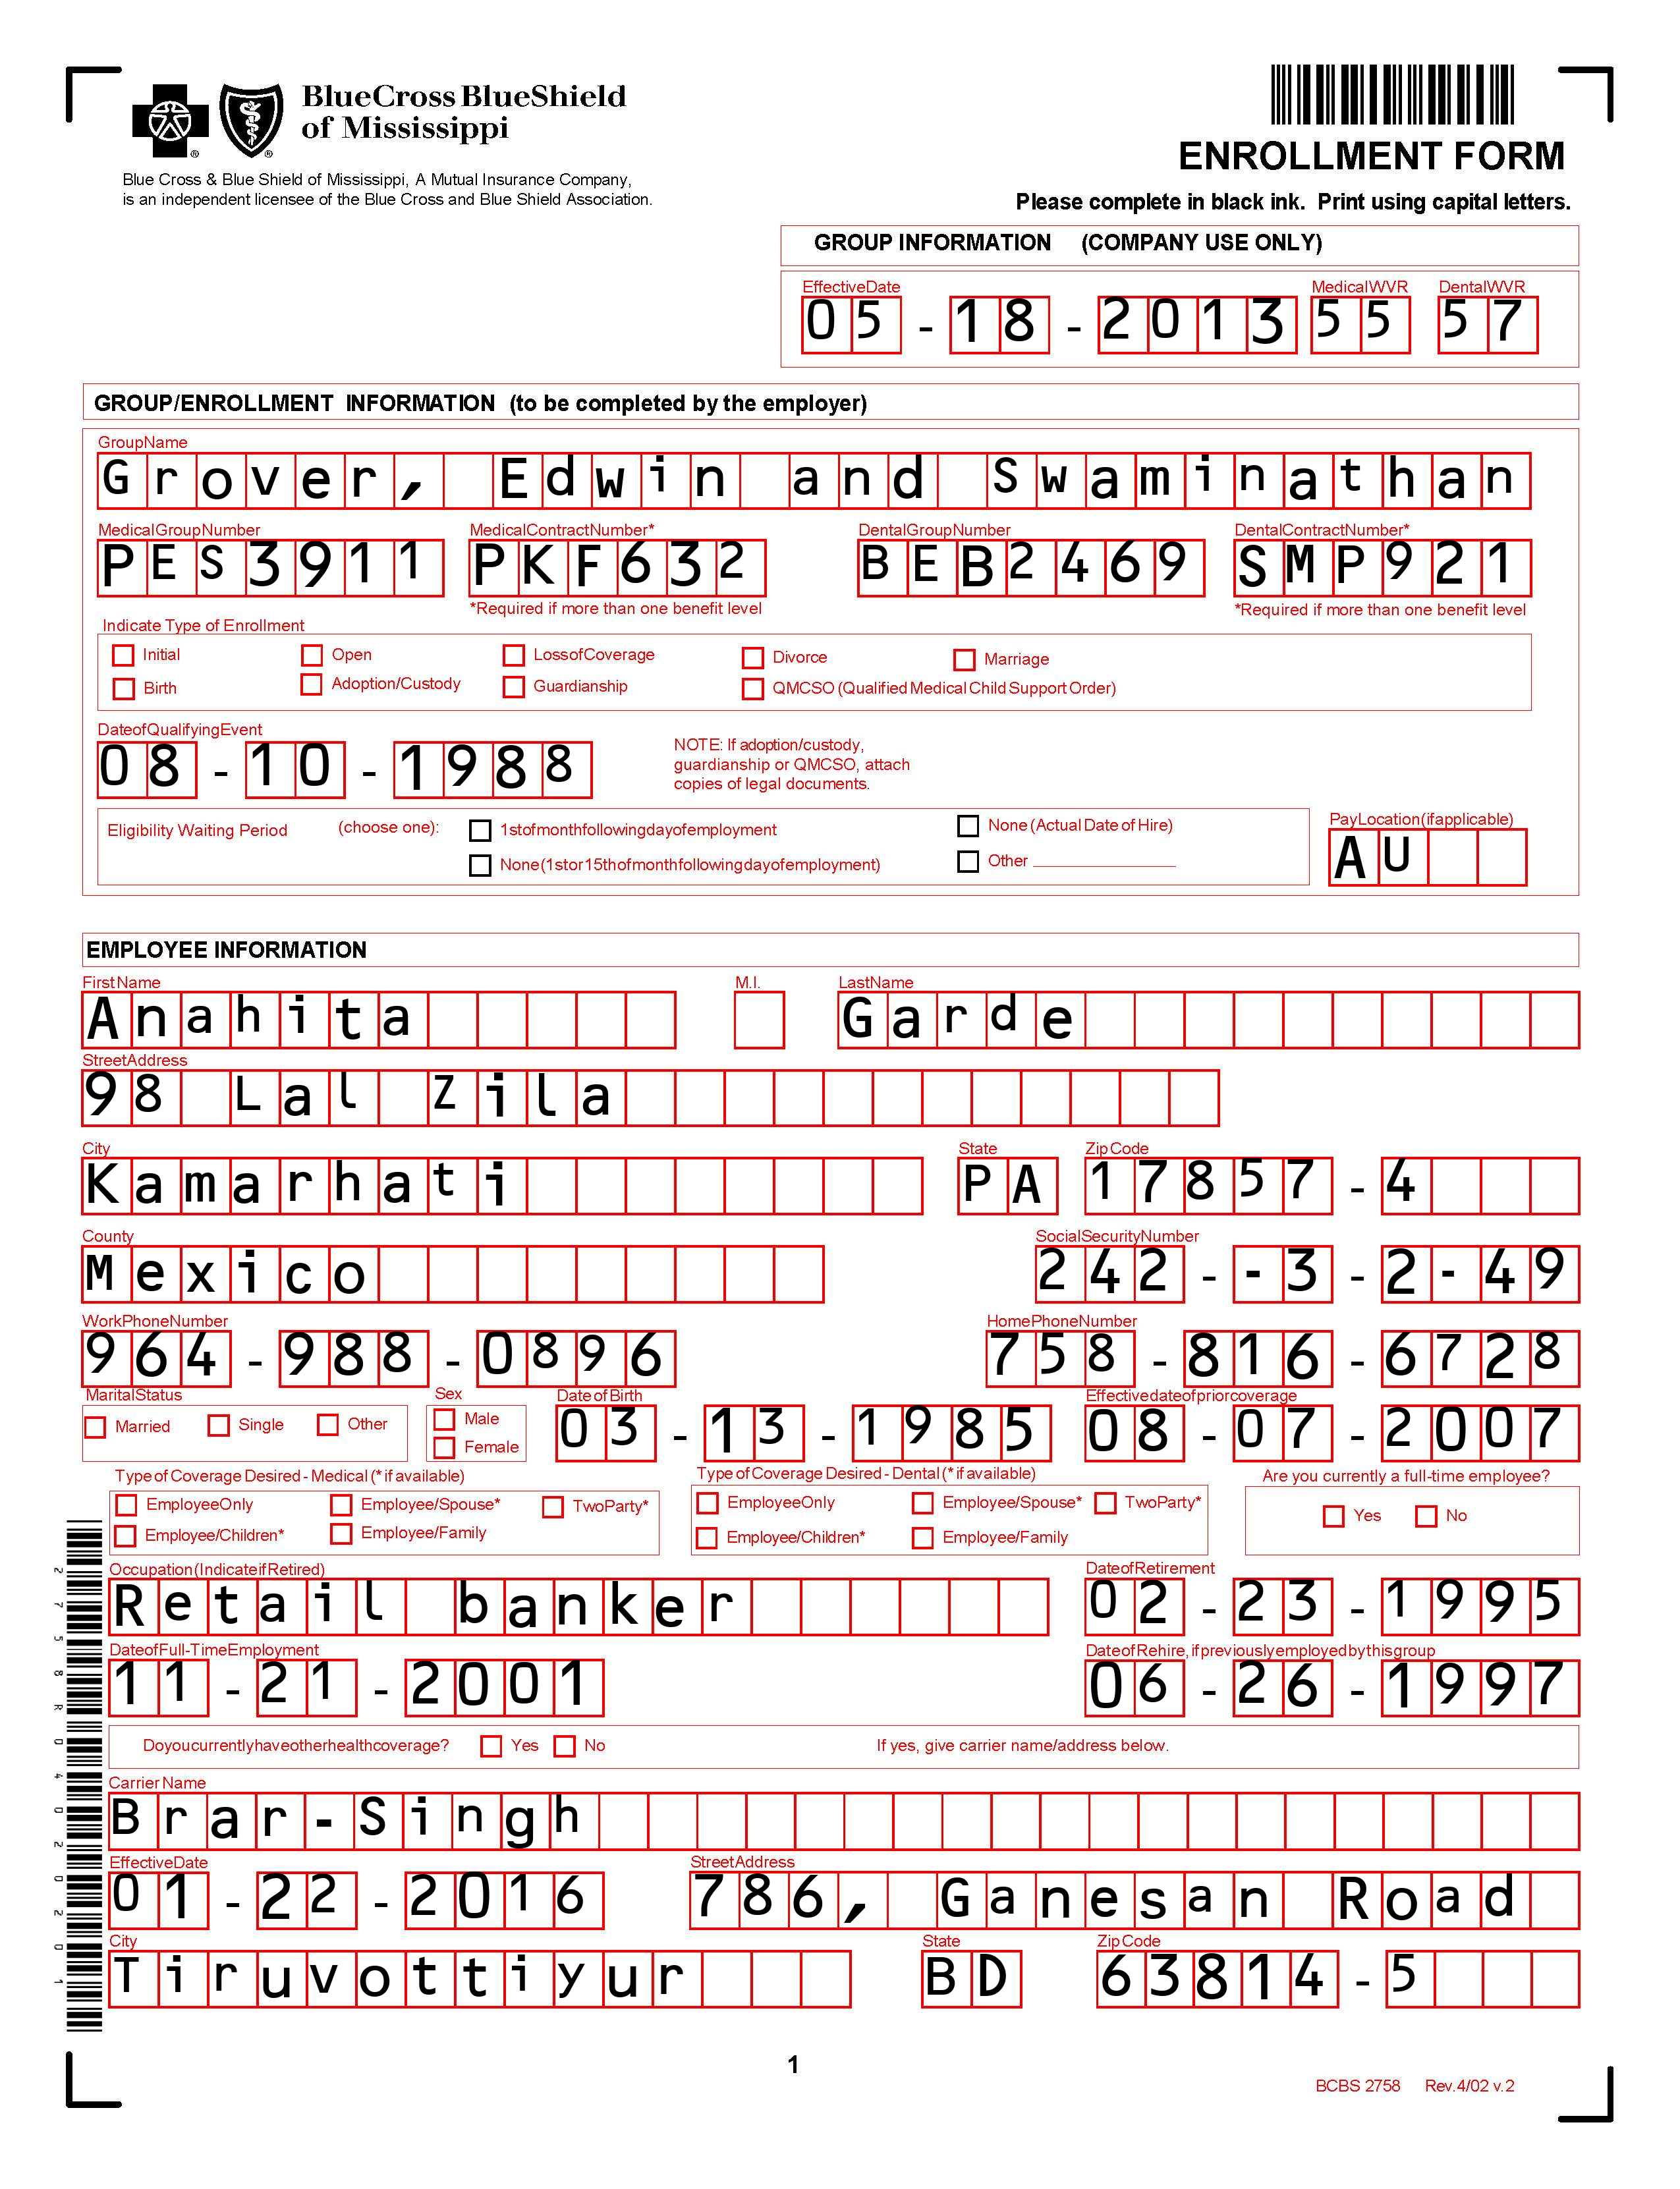 BlueCross BlueShield
of Mississippi
Blue Cross & Blue Shield of Mississippi, A Mutual Insurance Company,
is an independent licensee of the Blue Cross and Blue Shield Association.
ENROLLMENT FORM
Please complete in black ink. Print using capital letters.
GROUP INFORMATION (COMPANY USE ONLY)
EffectiveDate MedicalWVR DentalWVR
05-18-2013 55 57
GROUP/ENROLLMENT INFORMATION (to be completed by the employer)
GroupName
Grover, Edwin and Swaminathan
MedicalGroupNumber MedicalContractNumber* DentalGroupNumber DentalContractNumber*
PES3911 PKF632 BEB2469 SMP921
*Required if more than one benefit level *Required if more than one benefit level
Indicate Type of Enrollment
Initial Open LossofCoverage Divorce Marriage
Birth Adoption/Custody Guardianship QMCSO (Qualified Medical Child Support Order)
DateofQualifyingEvent
08-10-1988
NOTE: If adoption/custody,
guardianship or QMCSO, attach
copies of legal documents.
Eligibility Waiting Period (choose one): 1stofmonthfollowingdayofemployment None (Actual Date of Hire) PayLocation(ifapplicable)
None(1stor15thofmonthfollowingdayofemployment) Other AU
EMPLOYEE INFORMATION
FirstName M.I. LastName
Anahita Garde
StreetAddress
98 Lal Zila
City State Zip Code
Kamarhati PA 17857-4
County SocialSecurityNumber
Mexico 242--3-2-49
WorkPhoneNumber HomePhoneNumber
964-988-0896 758-816-6728
MaritalStatus Sex Date of Birth Effectivedateofpriorcoverage
Married Single Other Male 03-13-1985 08-07-2007
Female
Type of Coverage Desired - Medical (* if available) Type of Coverage Desired - Dental (* if available) Are you currently a full-time employee?
EmployeeOnly Employee/Spouse* TwoParty* EmployeeOnly Employee/Spouse* TwoParty* Yes No
Employee/Children* Employee/Family Employee/Children* Employee/Family
Occupation(IndicateifRetired) DateofRetirement
Retail banker 02-23-1995
DateofFull-TimeEmployment DateofRehire, ifpreviouslyemployedbythisgroup
11-21-2001 06-26-1997
Doyoucurrentlyhaveotherhealthcoverage? Yes No If yes, give carrier name/address below.
Carrier Name
Brar-Singh
EffectiveDate StreetAddress
01-22-2016 786, Ganesan Road
City State Zip Code
Tiruvottiyur BD 63814-5
2758R04020201
1
BCBS 2758 Rev.4/02 v.2